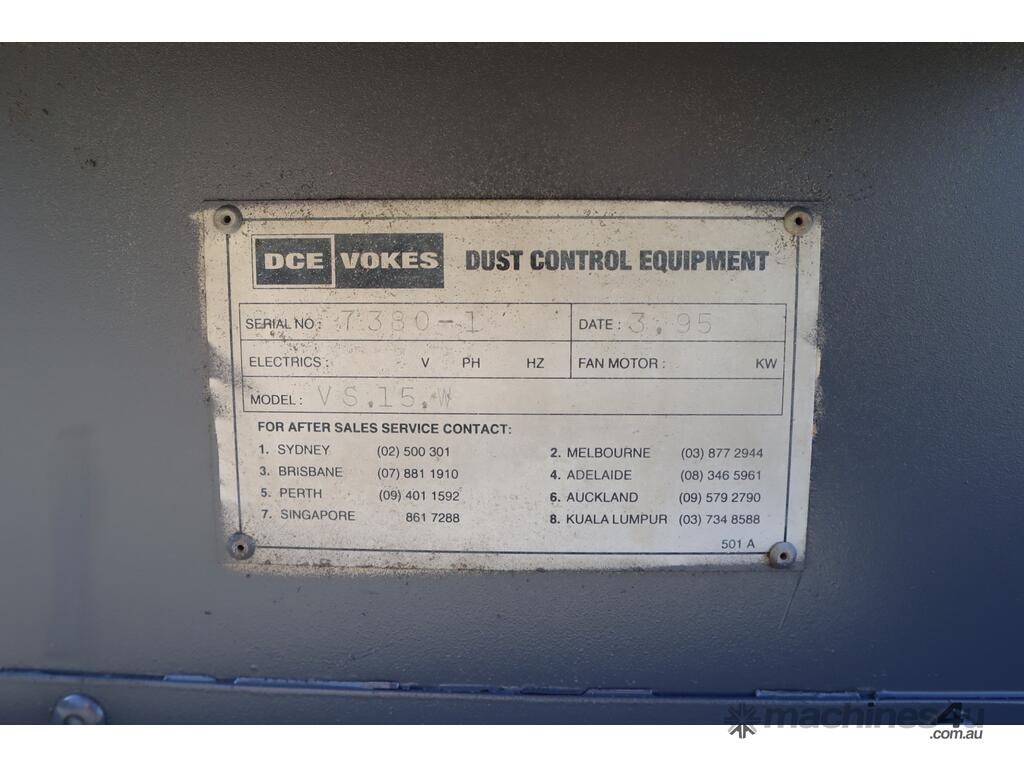 DCE VOKES DUST CONTROL EQUIPMENT
SERIAL NO: 7380-1 DATE: 3.95
ELECTRICS: V PH HZ FAN MOTOR: KW
MODEL: VS.15.W
FOR AFTER SALES SERVICE CONTACT:
1. SYDNEY (02) 500 301 2. MELBOURNE (03) 877 2944
3. BRISBANE (07) 881 1910 4. ADELAIDE (08) 346 5961
5. PERTH (09) 401 1592 6. AUCKLAND (09) 579 2790
7. SINGAPORE 861 7288 8. KUALA LUMPUR (03) 734 8588
501 A
machines4u
.com.au